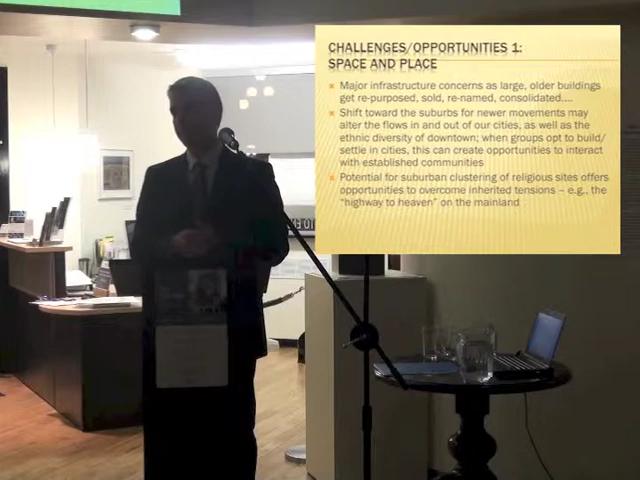 CHALLENGES/OPPORTUNITIES 1:
SPACE AND PLACE
Major infrastructure concerns as large, older buildings
get re-purposed, sold, re-named, consolidated....
Shift toward the suburbs for newer movements may
alter the flows in and out of our cities, as well as the
ethnic diversity of downtown; when groups opt to build/
settle in cities, this can create opportunities to interact
with established communities
Potential for suburban clustering of religious sites offers
opportunities to overcome inherited tensions – e.g., the
"highway to heaven" on the mainland